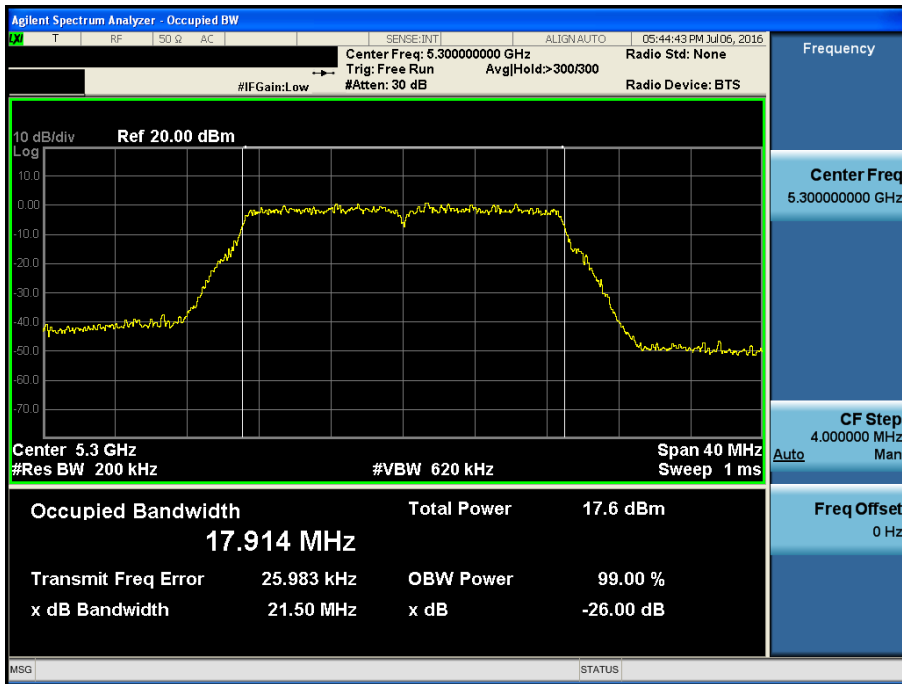 Agilent Spectrum Analyzer - Occupied BW
LXI T RF 50 Ω AC SENSE:INT ALIGN AUTO 05:44:43 PM Jul 06, 2016
Center Freq: 5.300000000 GHz Radio Std: None
Trig: Free Run Avg|Hold:>300/300
#IFGain:Low #Atten: 30 dB Radio Device: BTS
10 dB/div Ref 20.00 dBm
Log
10.0
0.00
-10.0
-20.0
-30.0
-40.0
-50.0
-60.0
-70.0
Center 5.3 GHz Span 40 MHz
#Res BW 200 kHz #VBW 620 kHz Sweep 1 ms
Occupied Bandwidth Total Power 17.6 dBm
17.914 MHz
Transmit Freq Error 25.983 kHz OBW Power 99.00 %
x dB Bandwidth 21.50 MHz x dB -26.00 dB
MSG STATUS
Frequency
Center Freq
5.300000000 GHz
CF Step
4.000000 MHz
Auto Man
Freq Offset
0 Hz